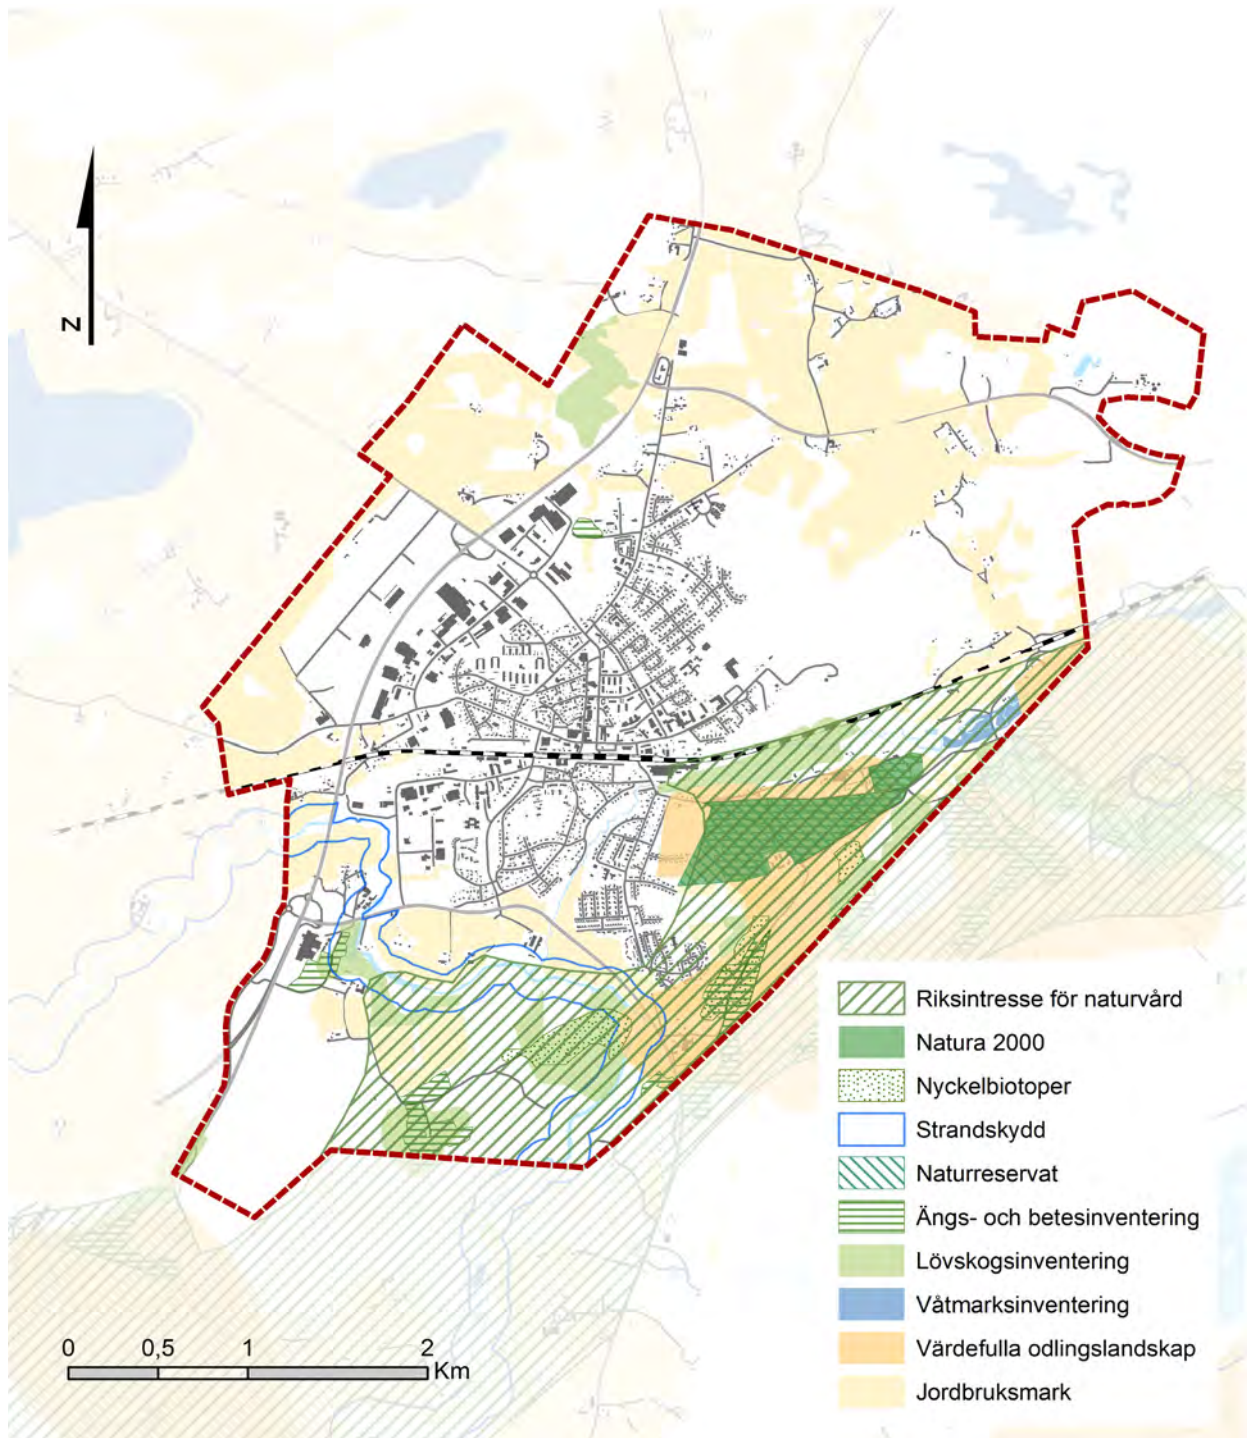 N
Riksintresse för naturvård
Natura 2000
Nyckelbiotoper
Strandskydd
Naturreservat
Ängs- och betesinventering
Lövskogsinventering
Våtmarksinventering
Värdefulla odlingslandskap
Jordbruksmark
0 0,5 1 2
Km